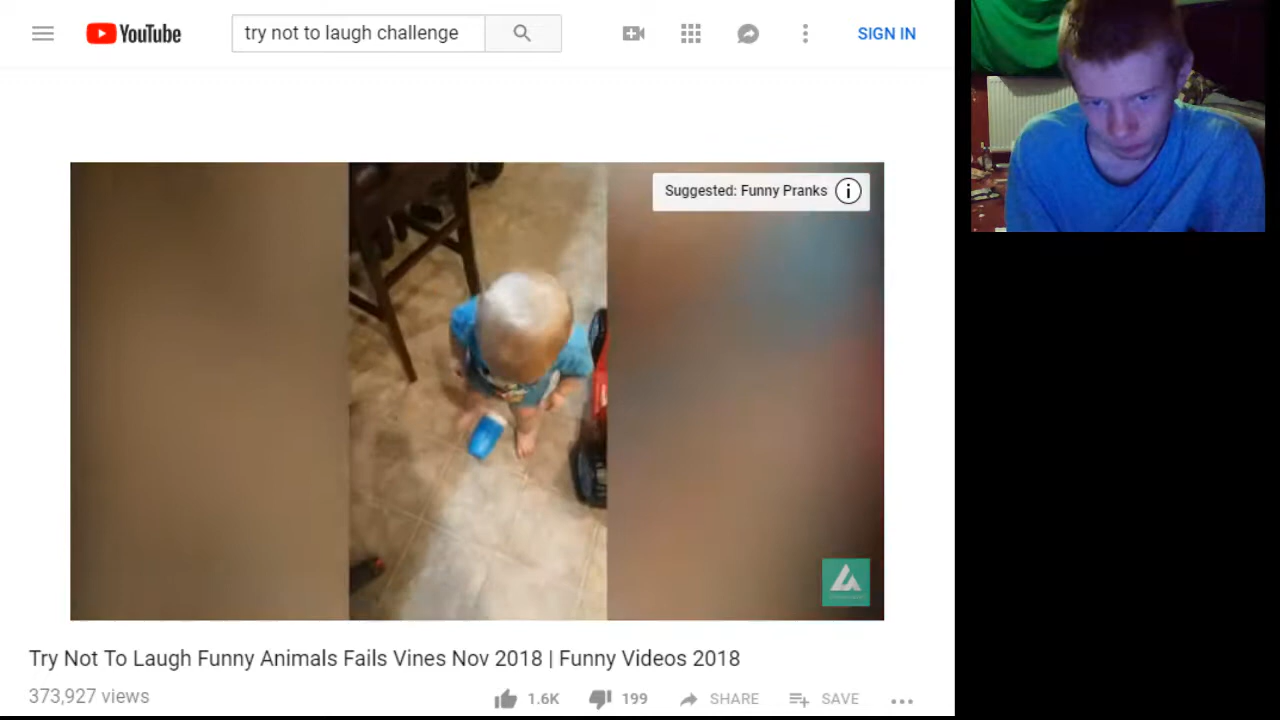 YouTube
try not to laugh challenge
SIGN IN
Suggested: Funny Pranks
Try Not To Laugh Funny Animals Fails Vines Nov 2018 | Funny Videos 2018
373,927 views
1.6K 199 SHARE SAVE